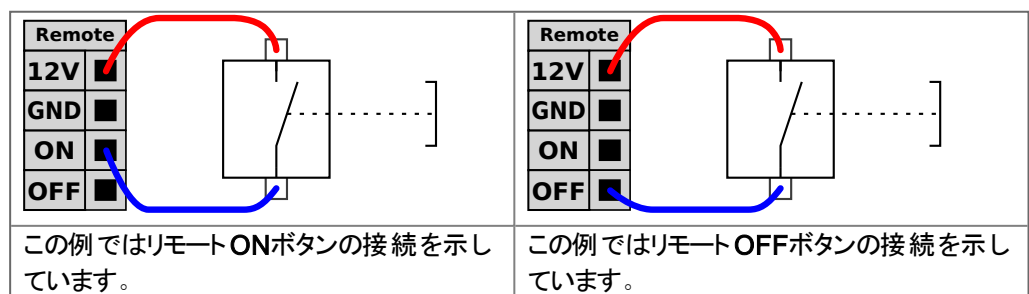 Remote
12V
GND
ON
OFF
この例ではリモートONボタンの接続を示し
ています。
Remote
12V
GND
ON
OFF
この例ではリモートOFFボタンの接続を示し
ています。